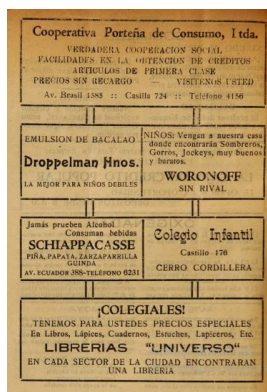 Cooperativa Porteña de Consumo, Ltda.
VERDADERA COOPERACION SOCIAL
FACILIDADES EN LA OBTENCION DE CREDITOS
ARTICULOS DE PRIMERA CLASE
PRECIOS SIN RECARGO — VISITENOS USTED
Av. Brasil 1585 :: Casilla 724 :: Teléfono 4156
EMULSION DE BACALAO
Droppelman Hnos.
LA MEJOR PARA NIÑOS DEBILES
NIÑOS: Vengan a nuestra casa
donde encontrarán Sombreros,
Gorros, Jockeys, muy buenos
y baratos.
WORONOFF
SIN RIVAL
Jamás prueben Alcohol
Consuman bebidas
SCHIAPPACASSE
PIÑA, PAPAYA, ZARZAPARRILLA
GUINDA
AV. ECUADOR 388-TELÉFONO 6231
Colegio Infantil
Castillo 176
CERRO CORDILLERA
¡COLEGIALES!
TENEMOS PARA USTEDES PRECIOS ESPECIALES
En Libros, Lápices, Cuadernos, Estuches, Lapiceros, Etc.
LIBRERIAS "UNIVERSO"
EN CADA SECTOR DE LA CIUDAD ENCONTRARAN
UNA LIBRERIA